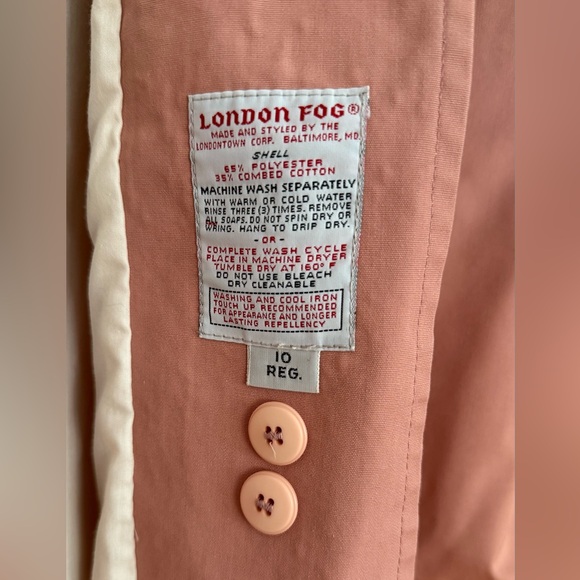 LONDON FOG®
MADE AND STYLED BY THE
LONDONTOWN CORP. BALTIMORE, MD.
SHELL
65% POLYESTER
35% COMBED COTTON
MACHINE WASH SEPARATELY
WITH WARM OR COLD WATER
RINSE THREE (3) TIMES. REMOVE
ALL SOAPS. DO NOT SPIN DRY OR
WRING. HANG TO DRIP DRY.
- OR -
COMPLETE WASH CYCLE
PLACE IN MACHINE DRYER
TUMBLE DRY AT 160° F
DO NOT USE BLEACH
DRY CLEANABLE
WASHING AND COOL IRON
TOUCH UP RECOMMENDED
FOR APPEARANCE AND LONGER
LASTING REPELLENCY
10
REG.